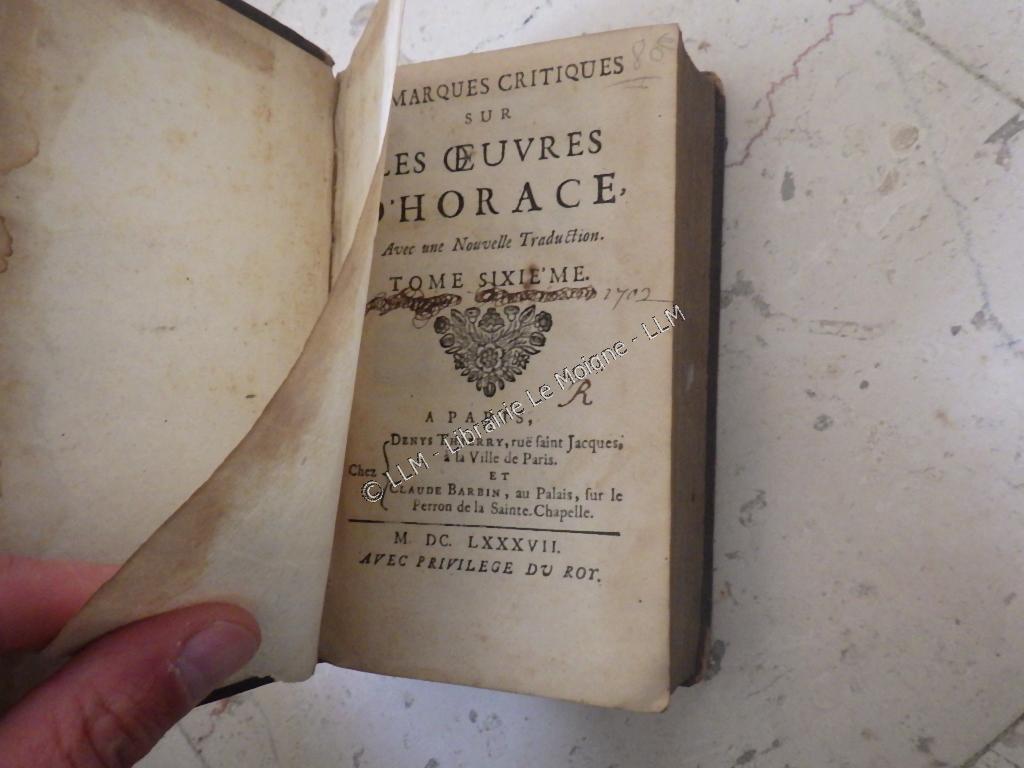 80
MARQUES CRITIQUES
SUR
LES ŒUVRES
D'HORACE,
Avec une Nouvelle Traduction.
TOME SIXIE'ME.
1702
R
A PARIS,
Chez
DENYS THIERRY, ruë saint Jacques,
à la Ville de Paris.
ET
CLAUDE BARBIN, au Palais, sur le
Perron de la Sainte Chapelle.
M. DC. LXXXVII.
AVEC PRIVILEGE DU ROY.
© LLM - Librairie Le Moigne - LLM